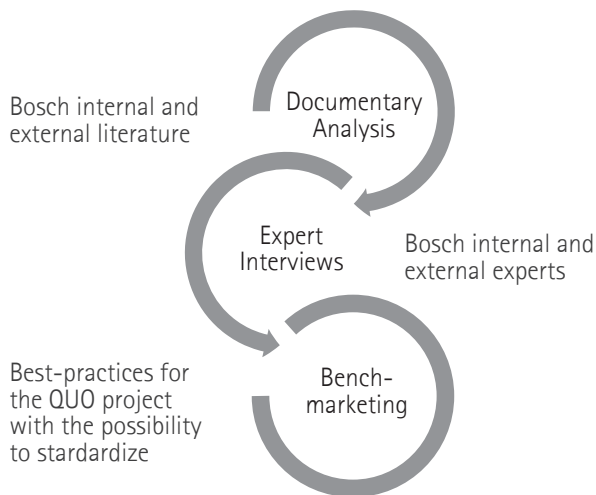 Bosch internal and
external literature
Documentary
Analysis
Expert
Interviews
Bosch internal and
external experts
Best-practices for
the QUO project
with the possibility
to stardardize
Bench-
marketing